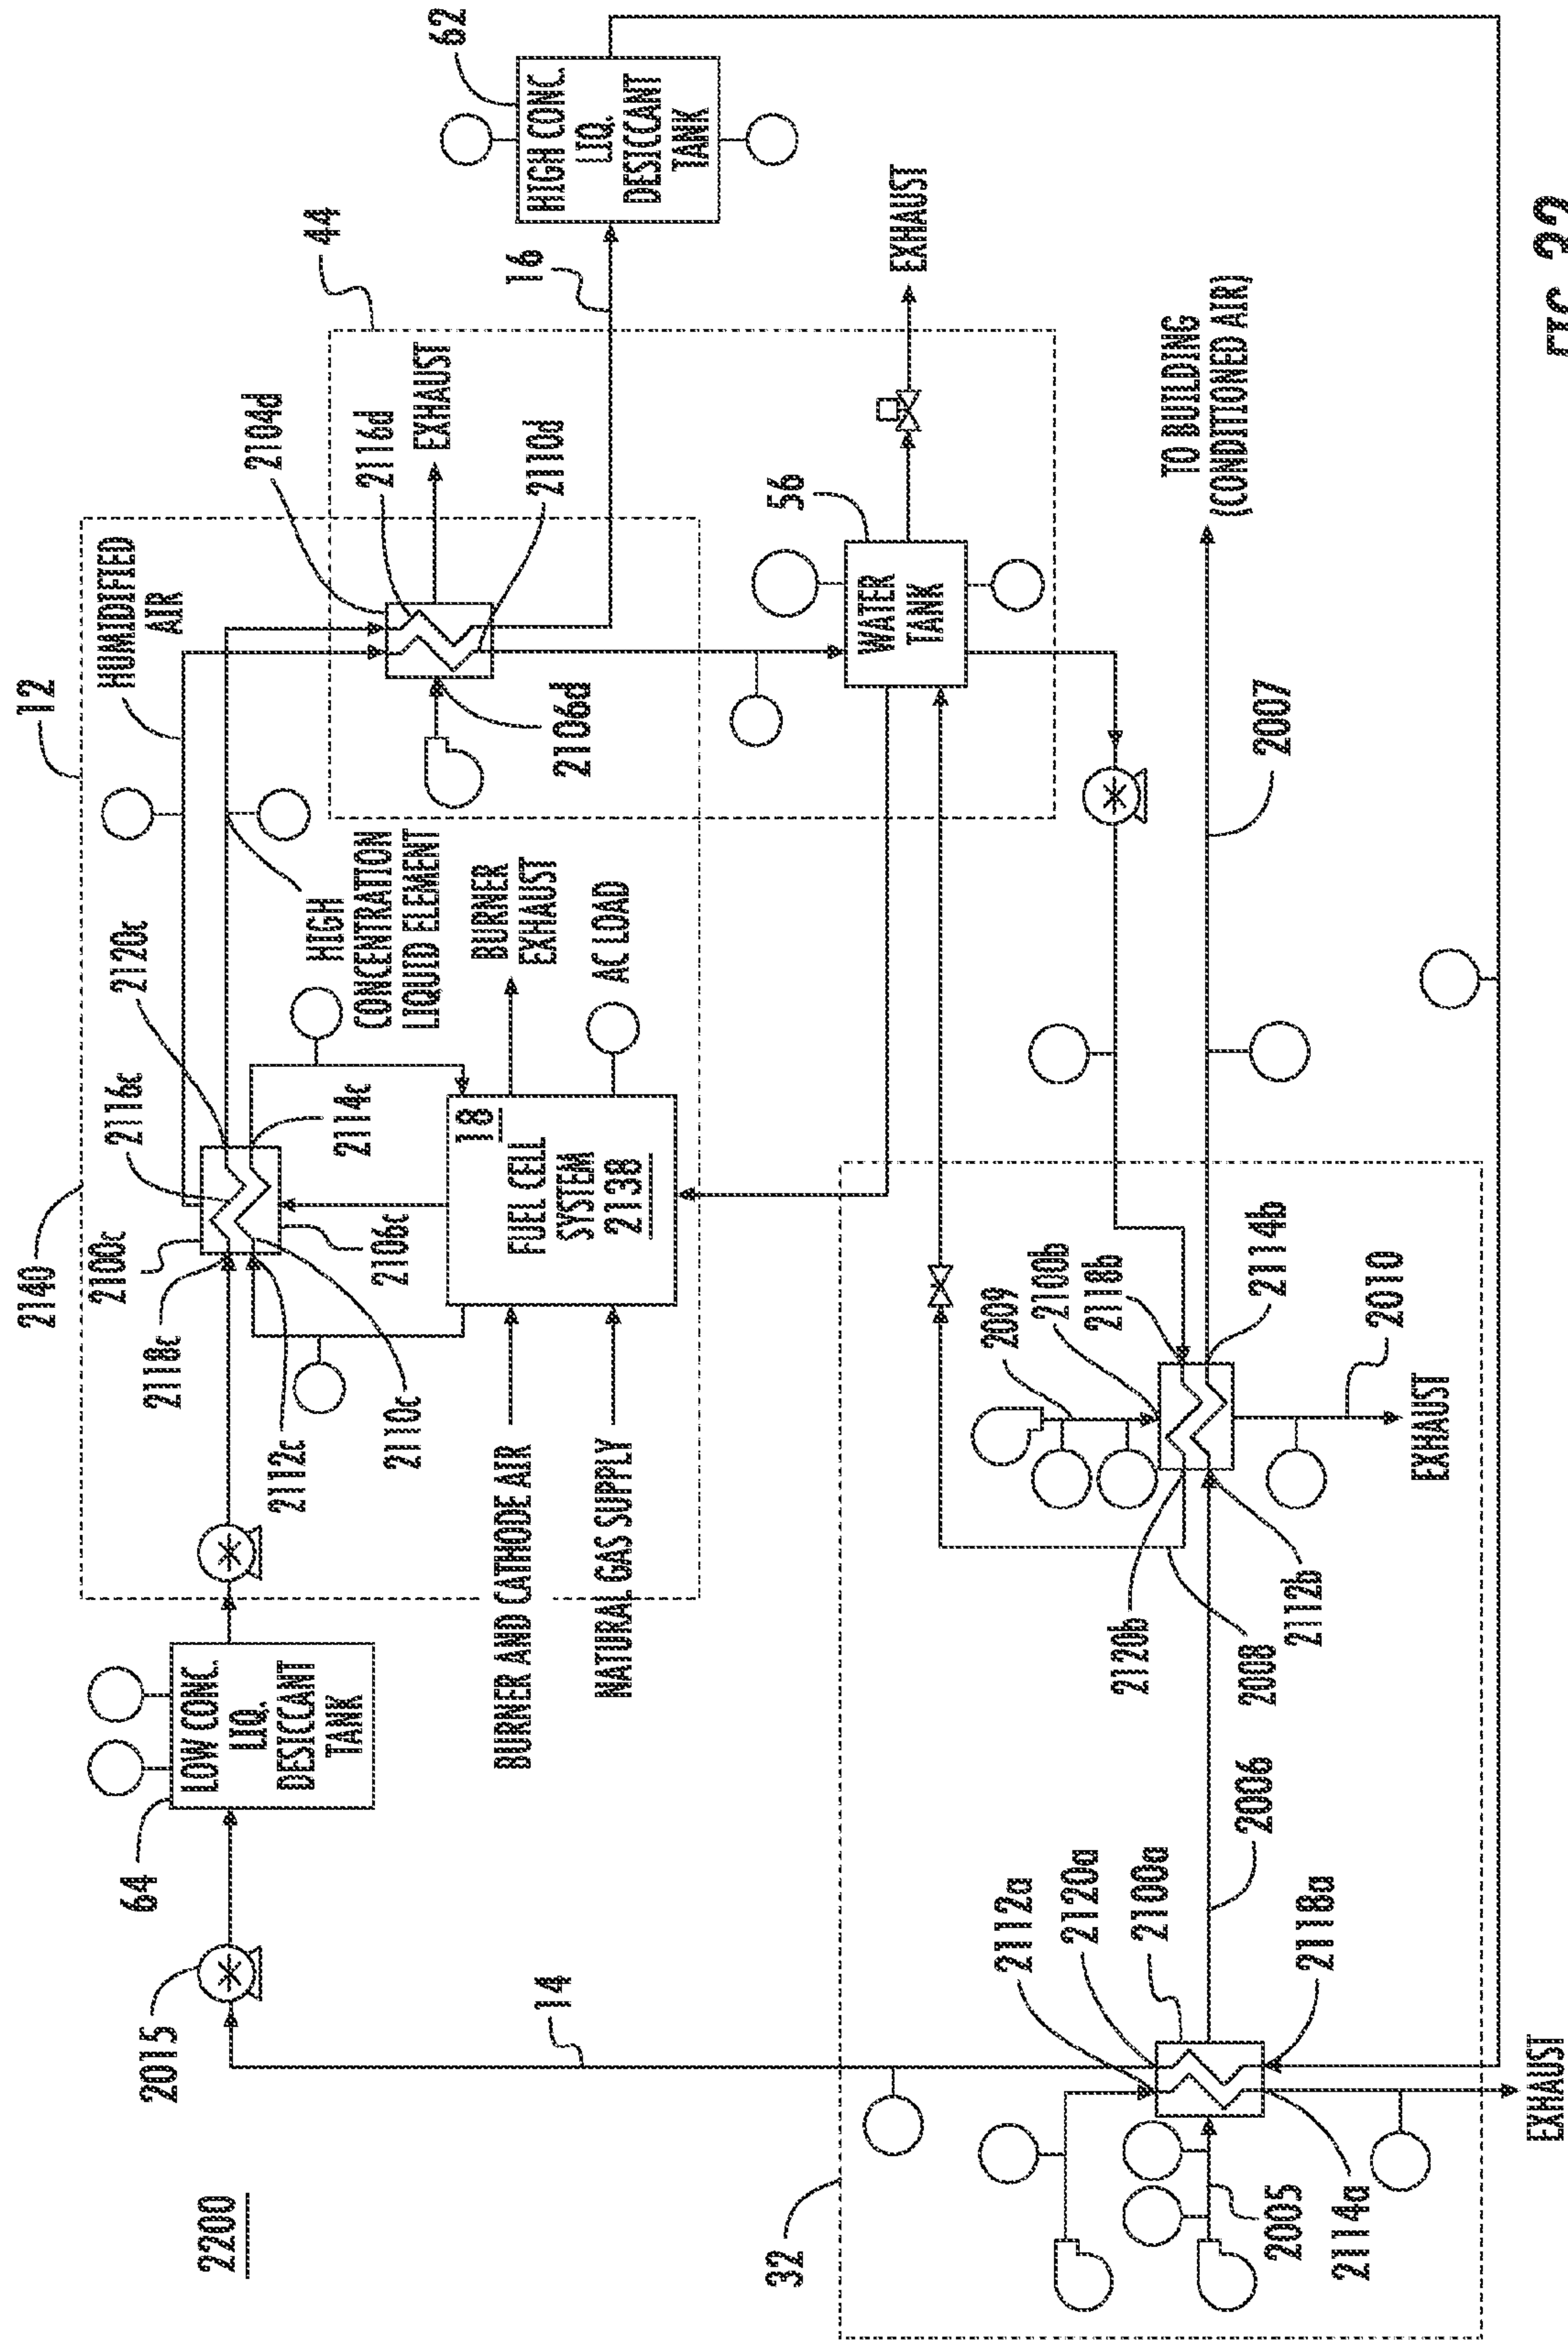 2200
2015
64
LOW CONC.
LIQ.
DESICCANT
TANK
2140
12
2100c
2118c
2116c
2120c
HUMIDIFIED
AIR
2112c
2110c
2106c
2114c
HIGH
CONCENTRATION
LIQUID ELEMENT
2104d
2116d
EXHAUST
2110d
2106d
44
16
62
HIGH CONC.
LIQ.
DESICCANT
TANK
BURNER AND CATHODE AIR
NATURAL GAS SUPPLY
18
FUEL CELL
SYSTEM
2138
BURNER
EXHAUST
AC LOAD
14
32
56
WATER
TANK
EXHAUST
2112a
2120a
2100a
2005
2114a
2118a
2006
EXHAUST
2009
2100b
2118b
2120b
2008
2112b
2114b
2010
EXHAUST
2007
TO BUILDING
(CONDITIONED AIR)